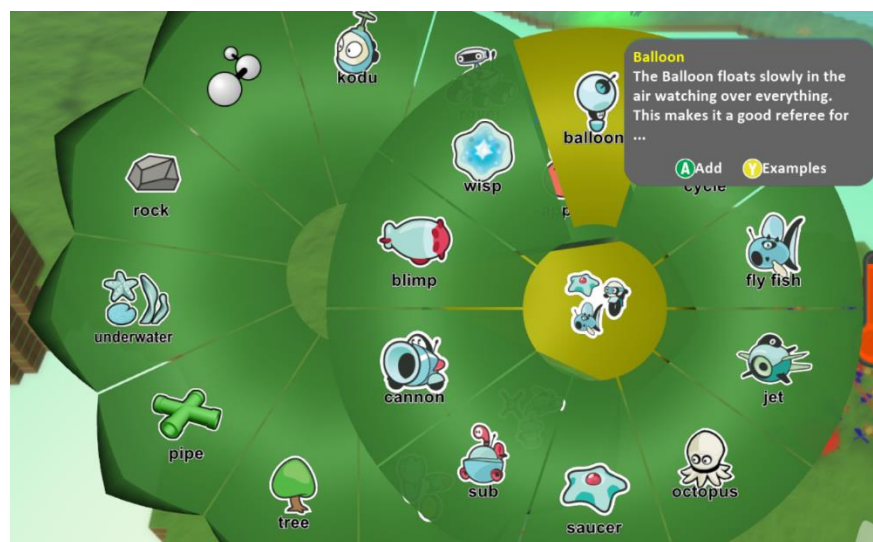 kodu
Balloon
The Balloon floats slowly in the
air watching over everything.
This makes it a good referee for
...
A Add Y Examples
balloon
cycle
wisp
rock
blimp
fly fish
underwater
cannon
jet
pipe
sub
octopus
tree
saucer